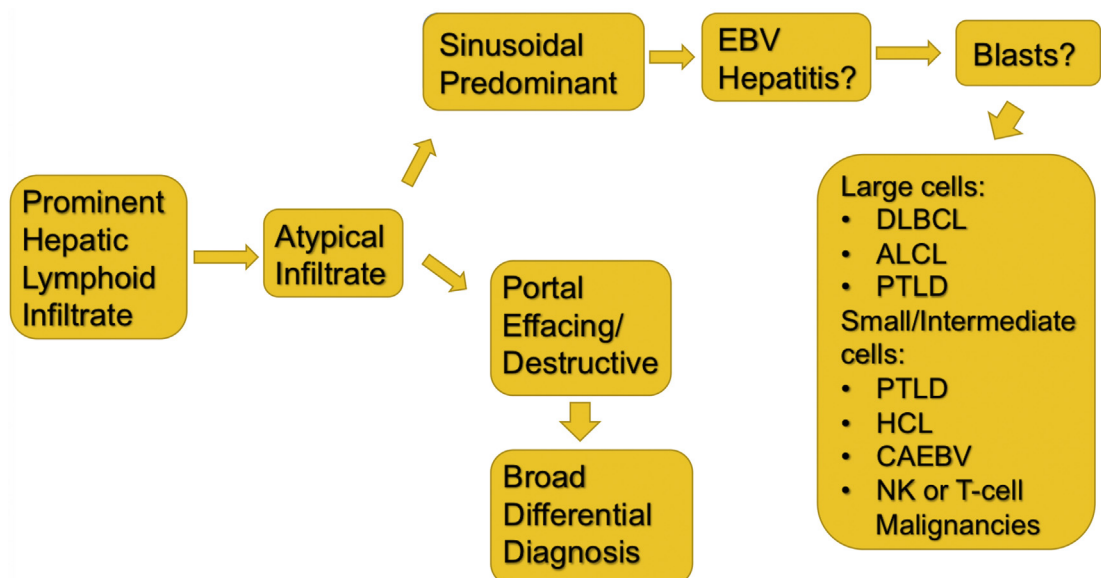 Prominent
Hepatic
Lymphoid
Infiltrate
Atypical
Infiltrate
Sinusoidal
Predominant
EBV
Hepatitis?
Blasts?
Large cells:
• DLBCL
• ALCL
• PTLD
Small/Intermediate
cells:
• PTLD
• HCL
• CAEBV
• NK or T-cell
Malignancies
Portal
Effacing/
Destructive
Broad
Differential
Diagnosis